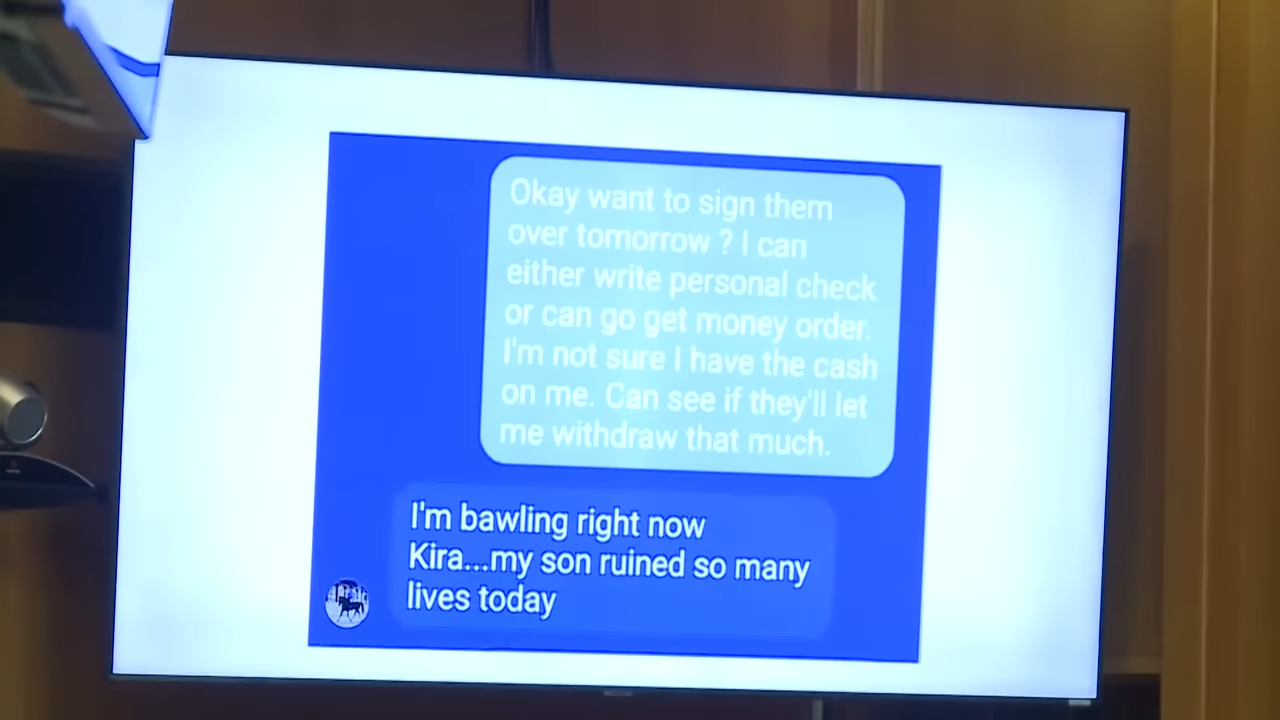 Okay want to sign them
over tomorrow ? I can
either write personal check
or can go get money order.
I'm not sure I have the cash
on me. Can see if they'll let
me withdraw that much.
I'm bawling right now
Kira...my son ruined so many
lives today